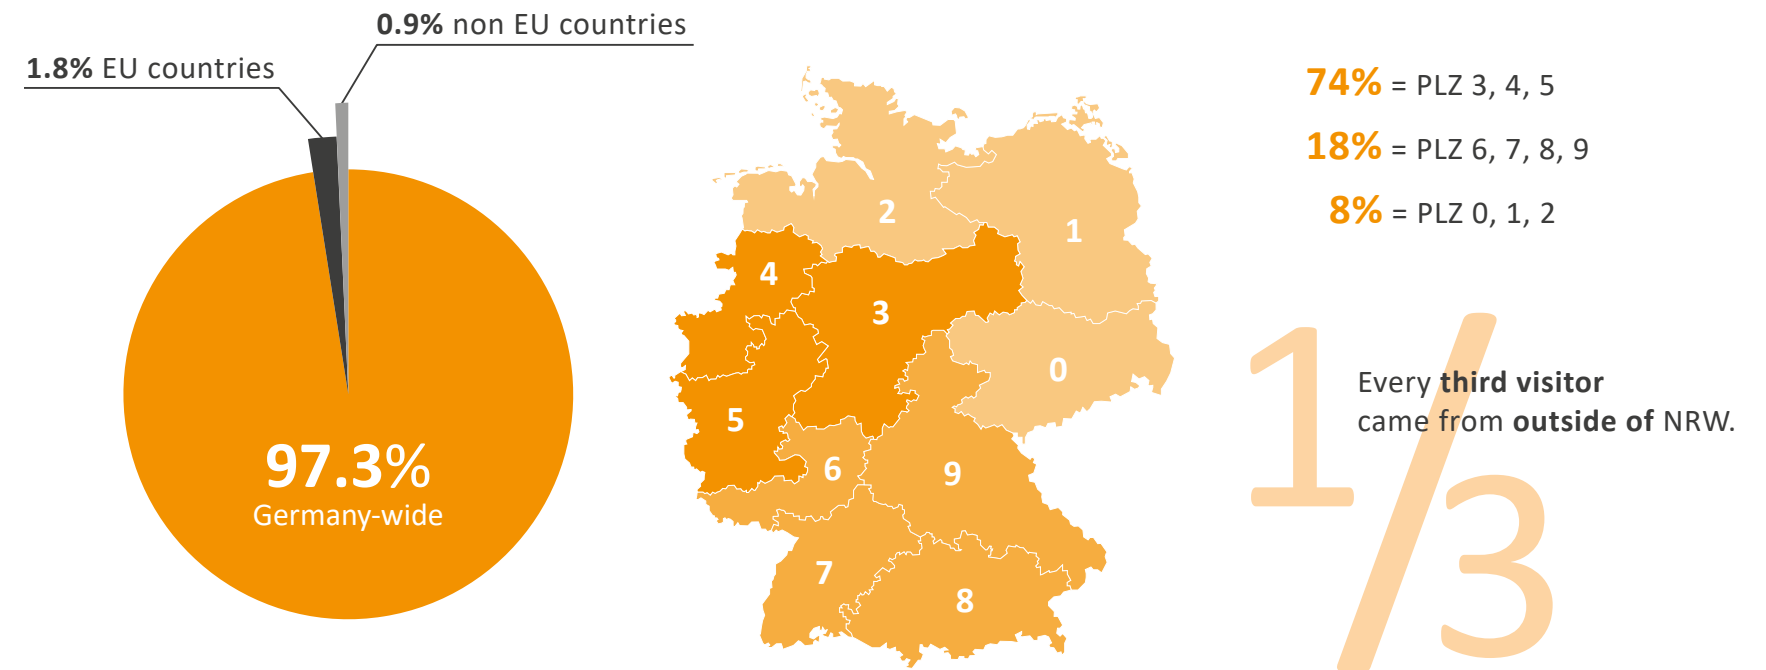 0.9% non EU countries
1.8% EU countries
97.3%
Germany-wide
2
1
4
3
0
5
6
9
7
8
74% = PLZ 3, 4, 5
18% = PLZ 6, 7, 8, 9
8% = PLZ 0, 1, 2
1/3
Every third visitor
came from outside of NRW.